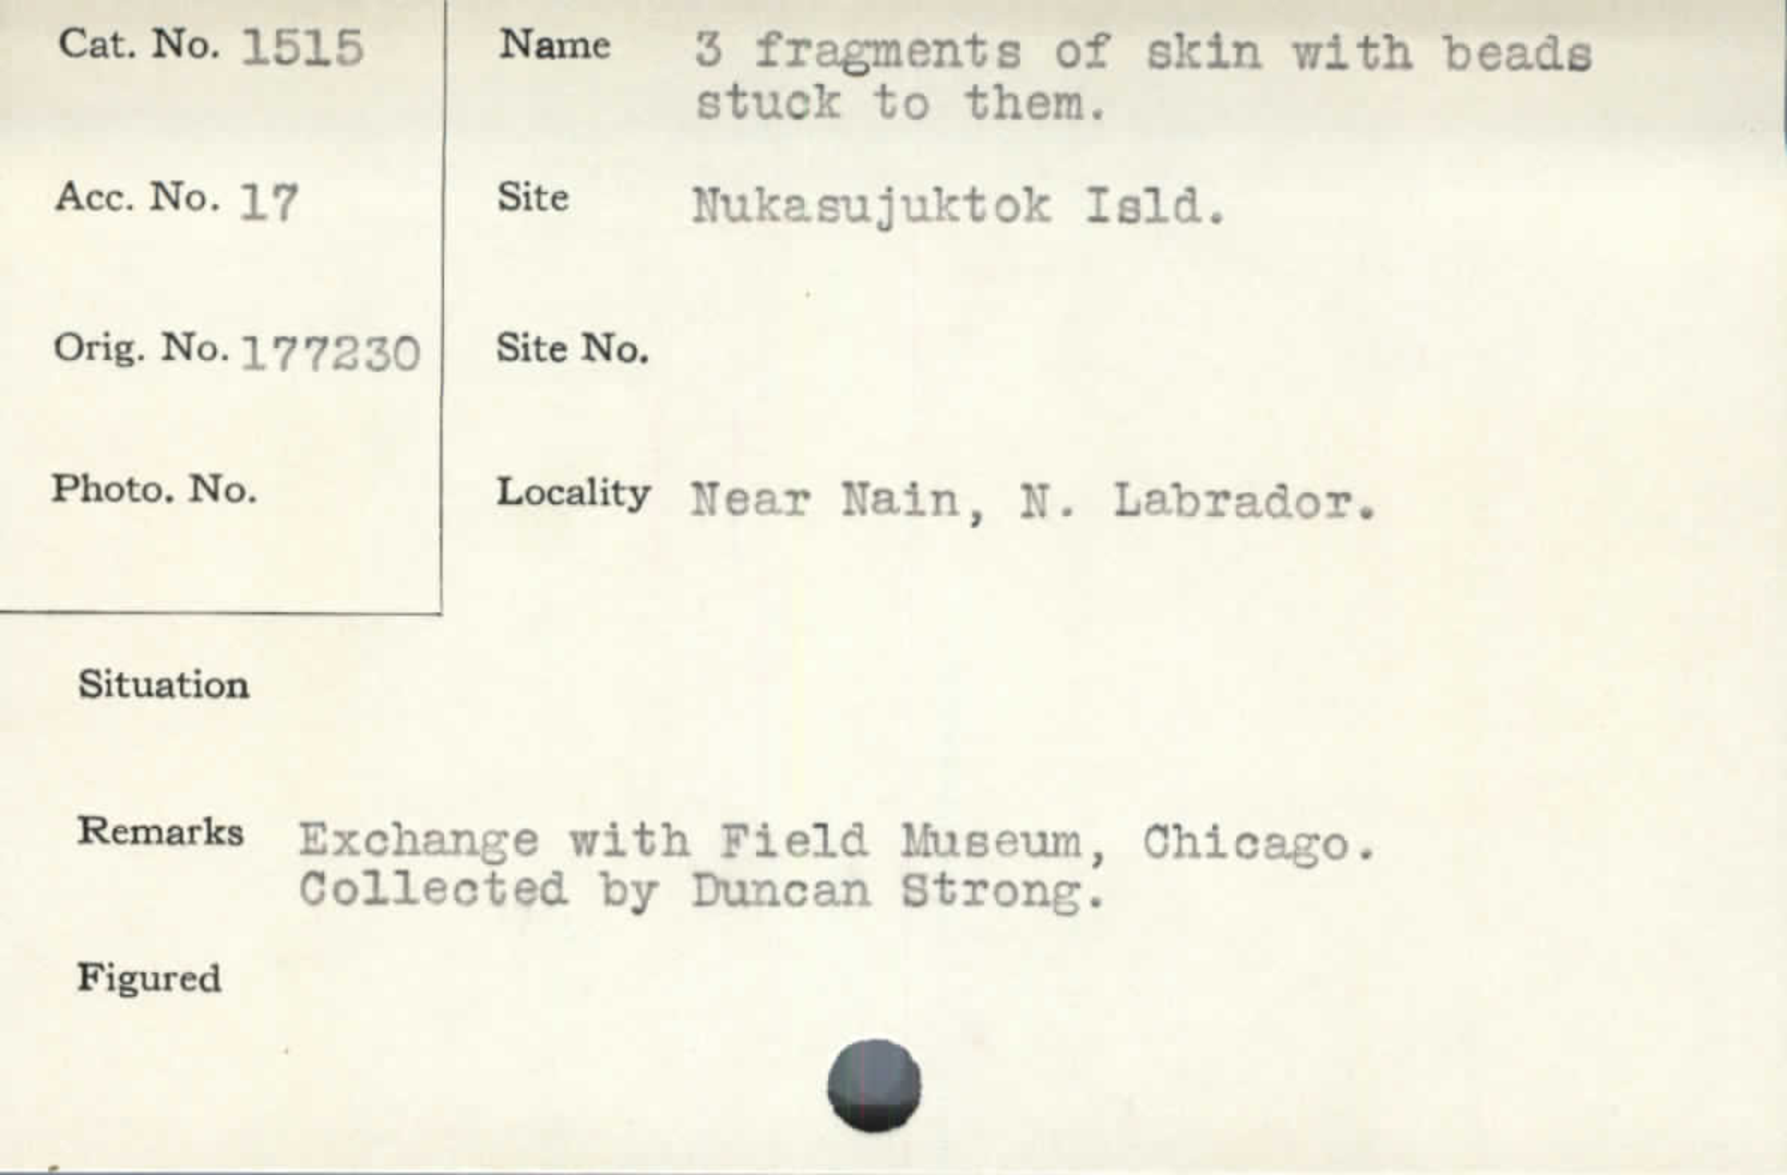 Cat. No. 1515
Name 3 fragments of skin with beads
stuck to them.
Acc. No. 17
Site Nukasujuktok Isld.
Orig. No. 177230
Site No.
Photo. No.
Locality Near Nain, N. Labrador.
Situation
Remarks Exchange with Field Museum, Chicago.
Collected by Duncan Strong.
Figured